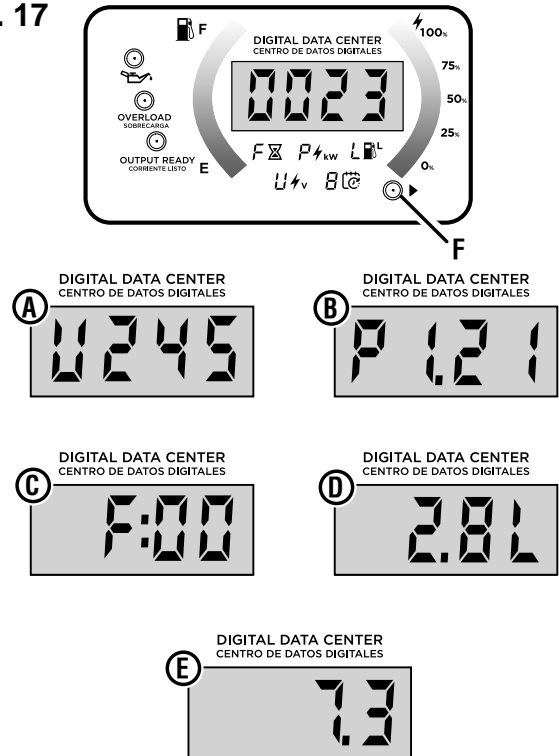 . 17
F
DIGITAL DATA CENTER
CENTRO DE DATOS DIGITALES
100%
75%
50%
25%
0%
0023
OVERLOAD
SOBRECARGA
OUTPUT READY
CORRIENTE LISTO
E
F P kW L L
U V 8
F
DIGITAL DATA CENTER
CENTRO DE DATOS DIGITALES
A
U245
DIGITAL DATA CENTER
CENTRO DE DATOS DIGITALES
B
P1.21
DIGITAL DATA CENTER
CENTRO DE DATOS DIGITALES
C
F:00
DIGITAL DATA CENTER
CENTRO DE DATOS DIGITALES
D
2.8L
DIGITAL DATA CENTER
CENTRO DE DATOS DIGITALES
E
7.3